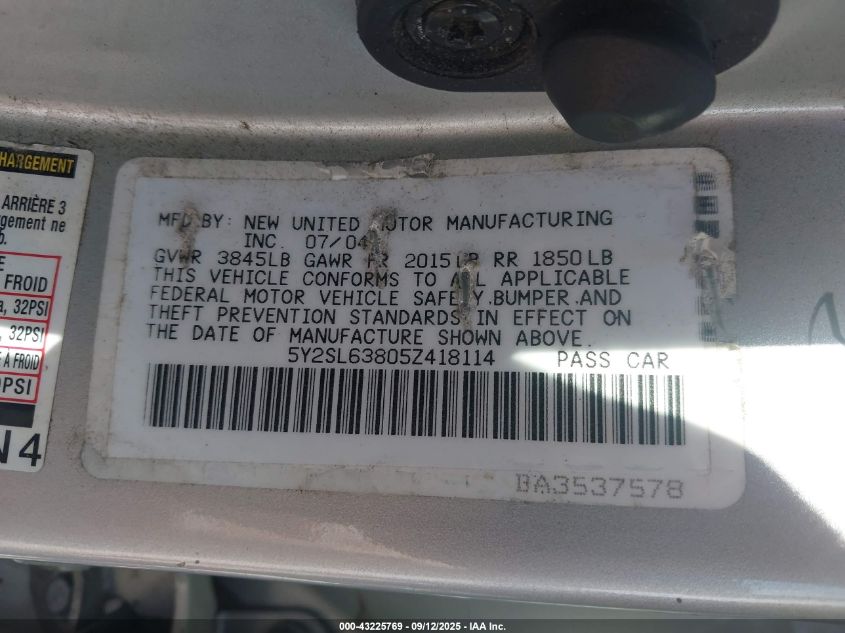 HARGEMENT
ARRIÈRE 3
gement ne
FROID
a, 32PSI
, 32PSI
À FROID
0PSI
N4
MFD.BY: NEW UNITED MOTOR MANUFACTURING
INC. 07/04
GVWR 3845LB GAWR FR 2015LB RR 1850LB
THIS VEHICLE CONFORMS TO ALL APPLICABLE
FEDERAL MOTOR VEHICLE SAFETY,BUMPER,AND
THEFT PREVENTION STANDARDS IN EFFECT ON
THE DATE OF MANUFACTURE SHOWN ABOVE.
5Y2SL63805Z418114 PASS CAR
BA3537578
000-43225769 - 09/12/2025 - IAA Inc.